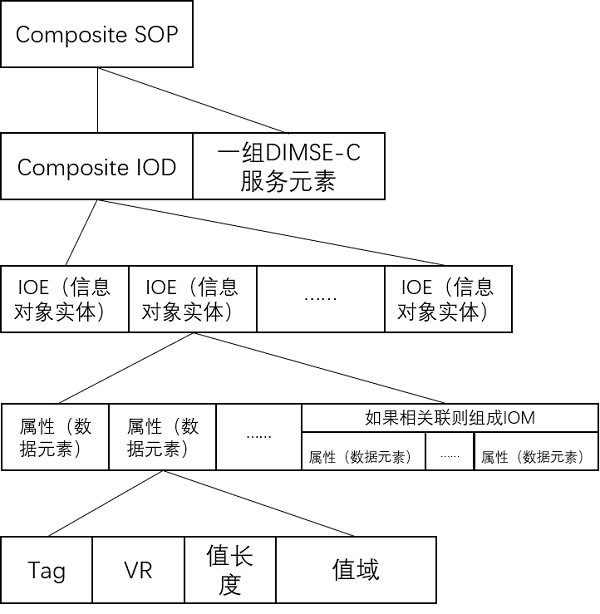 Composite SOP
Composite IOD
一组DIMSE-C
服务元素
IOE（信息
对象实体）
IOE（信息
对象实体）
……
IOE（信息
对象实体）
属性（数
据元素）
属性（数
据元素）
……
如果相关联则组成IOM
属性（数据元素）
……
属性（数据元素）
Tag
VR
值长
度
值域